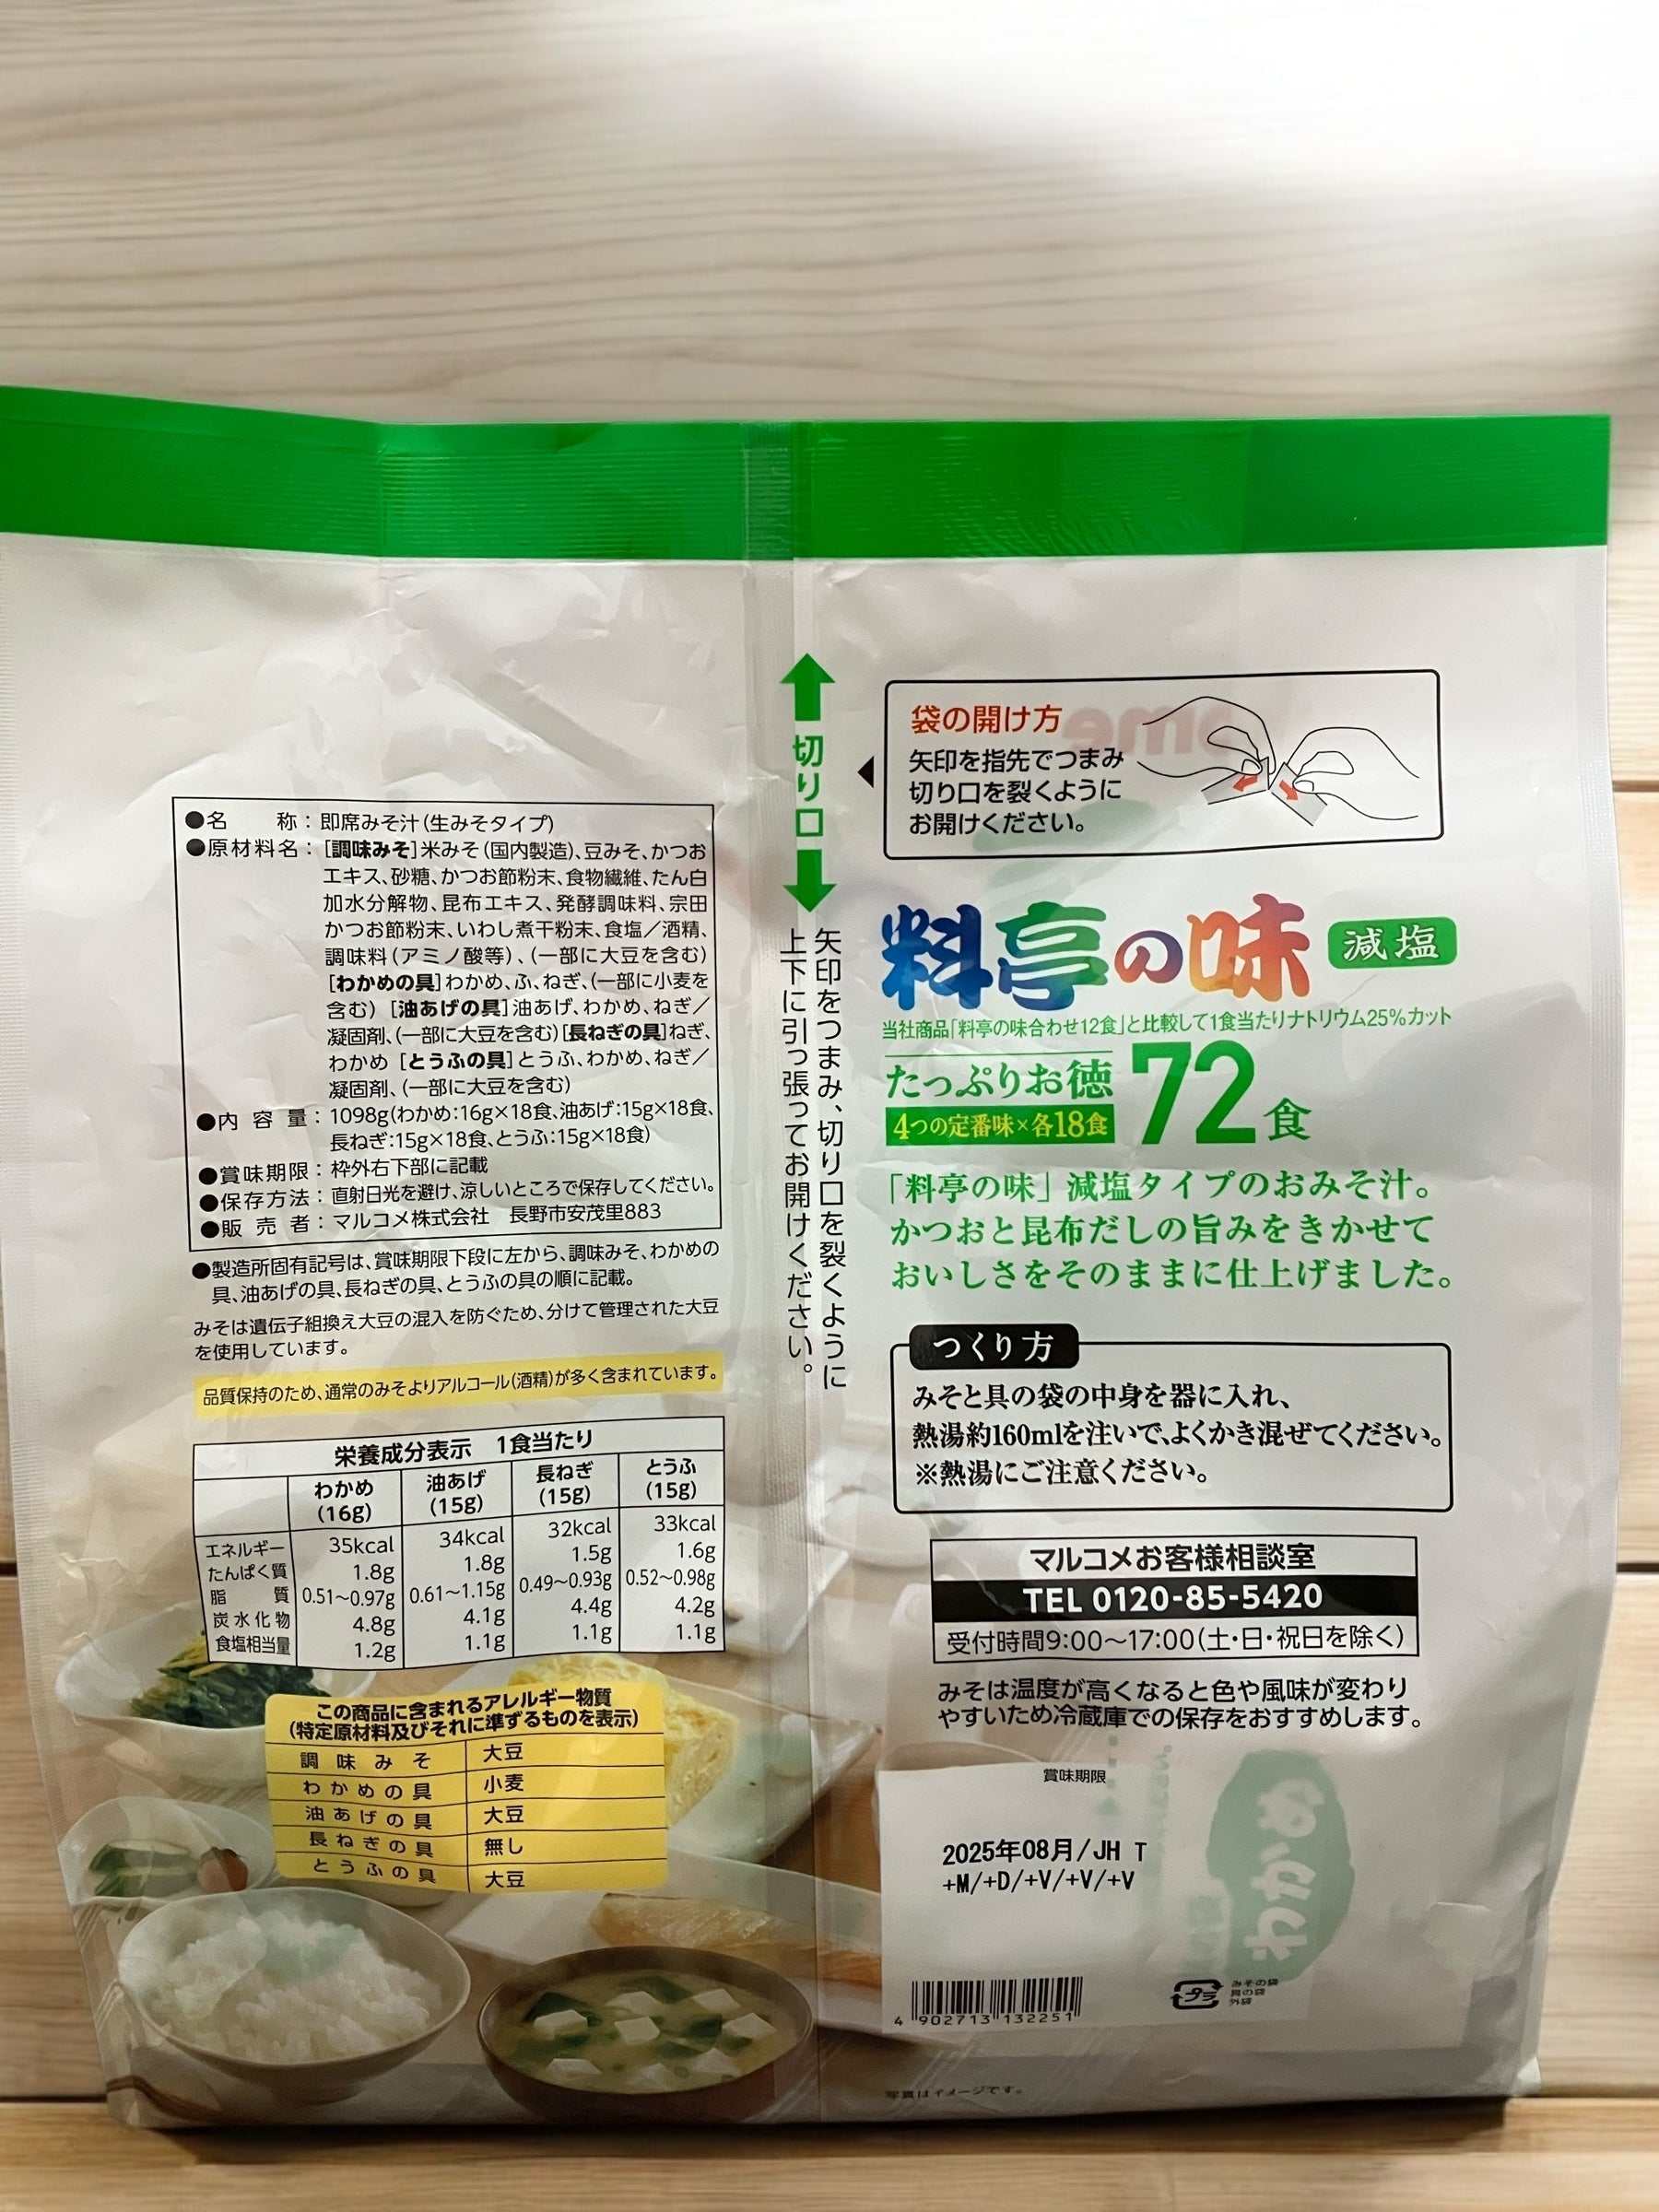 ●名　　称：即席みそ汁(生みそタイプ)
●原材料名：[調味みそ]米みそ(国内製造)、豆みそ、かつお
エキス、砂糖、かつお節粉末、食物繊維、たん白
加水分解物、昆布エキス、発酵調味料、宗田
かつお節粉末、いわし煮干粉末、食塩／酒精、
調味料(アミノ酸等)、(一部に大豆を含む)
[わかめの具]わかめ、ふ、ねぎ、(一部に小麦を
含む) [油あげの具]油あげ、わかめ、ねぎ／
凝固剤、(一部に大豆を含む)[長ねぎの具]ねぎ、
わかめ [とうふの具]とうふ、わかめ、ねぎ／
凝固剤、(一部に大豆を含む)
●内容量：1098g(わかめ:16g×18食、油あげ:15g×18食、
長ねぎ:15g×18食、とうふ:15g×18食)
●賞味期限：枠外右下部に記載
●保存方法：直射日光を避け、涼しいところで保存してください。
●販売者：マルコメ株式会社　長野市安茂里883
●製造所固有記号は、賞味期限下段に左から、調味みそ、わかめの
具、油あげの具、長ねぎの具、とうふの具の順に記載。
みそは遺伝子組換え大豆の混入を防ぐため、分けて管理された大豆
を使用しています。
品質保持のため、通常のみそよりアルコール(酒精)が多く含まれています。
栄養成分表示　1食当たり
わかめ 油あげ 長ねぎ とうふ
(16g) (15g) (15g) (15g)
エネルギー 35kcal 34kcal 32kcal 33kcal
たんぱく質 1.8g 1.8g 1.5g 1.6g
脂質 0.51〜0.97g 0.61〜1.15g 0.49〜0.93g 0.52〜0.98g
炭水化物 4.8g 4.1g 4.4g 4.2g
食塩相当量 1.2g 1.1g 1.1g 1.1g
この商品に含まれるアレルギー物質
(特定原材料及びそれに準ずるものを表示)
調味みそ 大豆
わかめの具 小麦
油あげの具 大豆
長ねぎの具 無し
とうふの具 大豆
切り口
矢印をつまみ、切り口を裂くように
上下に引っ張ってお開けください。
袋の開け方
矢印を指先でつまみ
切り口を裂くように
お開けください。
料亭の味 減塩
当社商品「料亭の味合わせ12食」と比較して1食当たりナトリウム25%カット
たっぷりお徳 72食
4つの定番味×各18食
「料亭の味」減塩タイプのおみそ汁。
かつおと昆布だしの旨みをきかせて
おいしさをそのままに仕上げました。
つくり方
みそと具の袋の中身を器に入れ、
熱湯約160mlを注いで、よくかき混ぜてください。
※熱湯にご注意ください。
マルコメお客様相談室
TEL 0120-85-5420
受付時間9:00〜17:00(土・日・祝日を除く)
みそは温度が高くなると色や風味が変わり
やすいため冷蔵庫での保存をおすすめします。
賞味期限
2025年08月/JH T
+M/+D/+V/+V/+V
4 902713 132251
プラ
みその袋
具の袋
外袋
写真はイメージです。